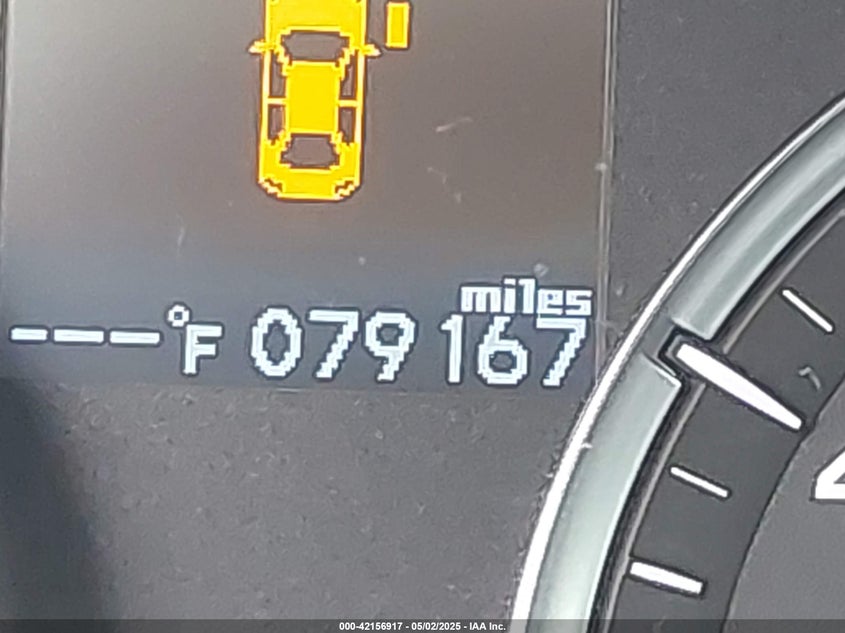 miles
---°F 079167
000-42156917 - 05/02/2025 - IAA Inc.